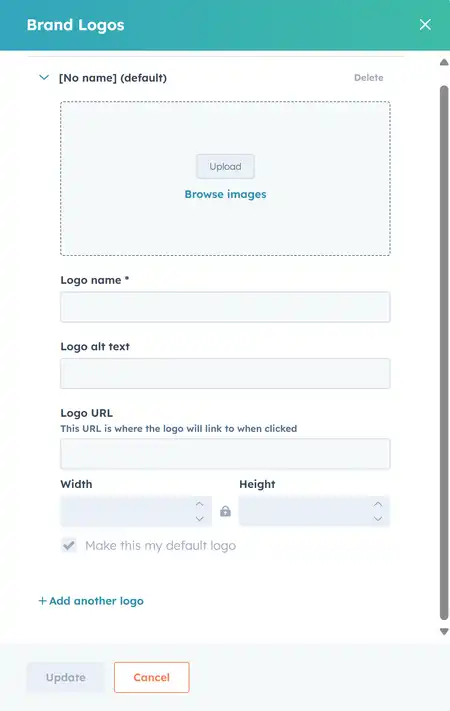 Brand Logos
[No name] (default)
Delete
Upload
Browse images
Logo name *
Logo alt text
Logo URL
This URL is where the logo will link to when clicked
Width
Height
Make this my default logo
+ Add another logo
Update
Cancel